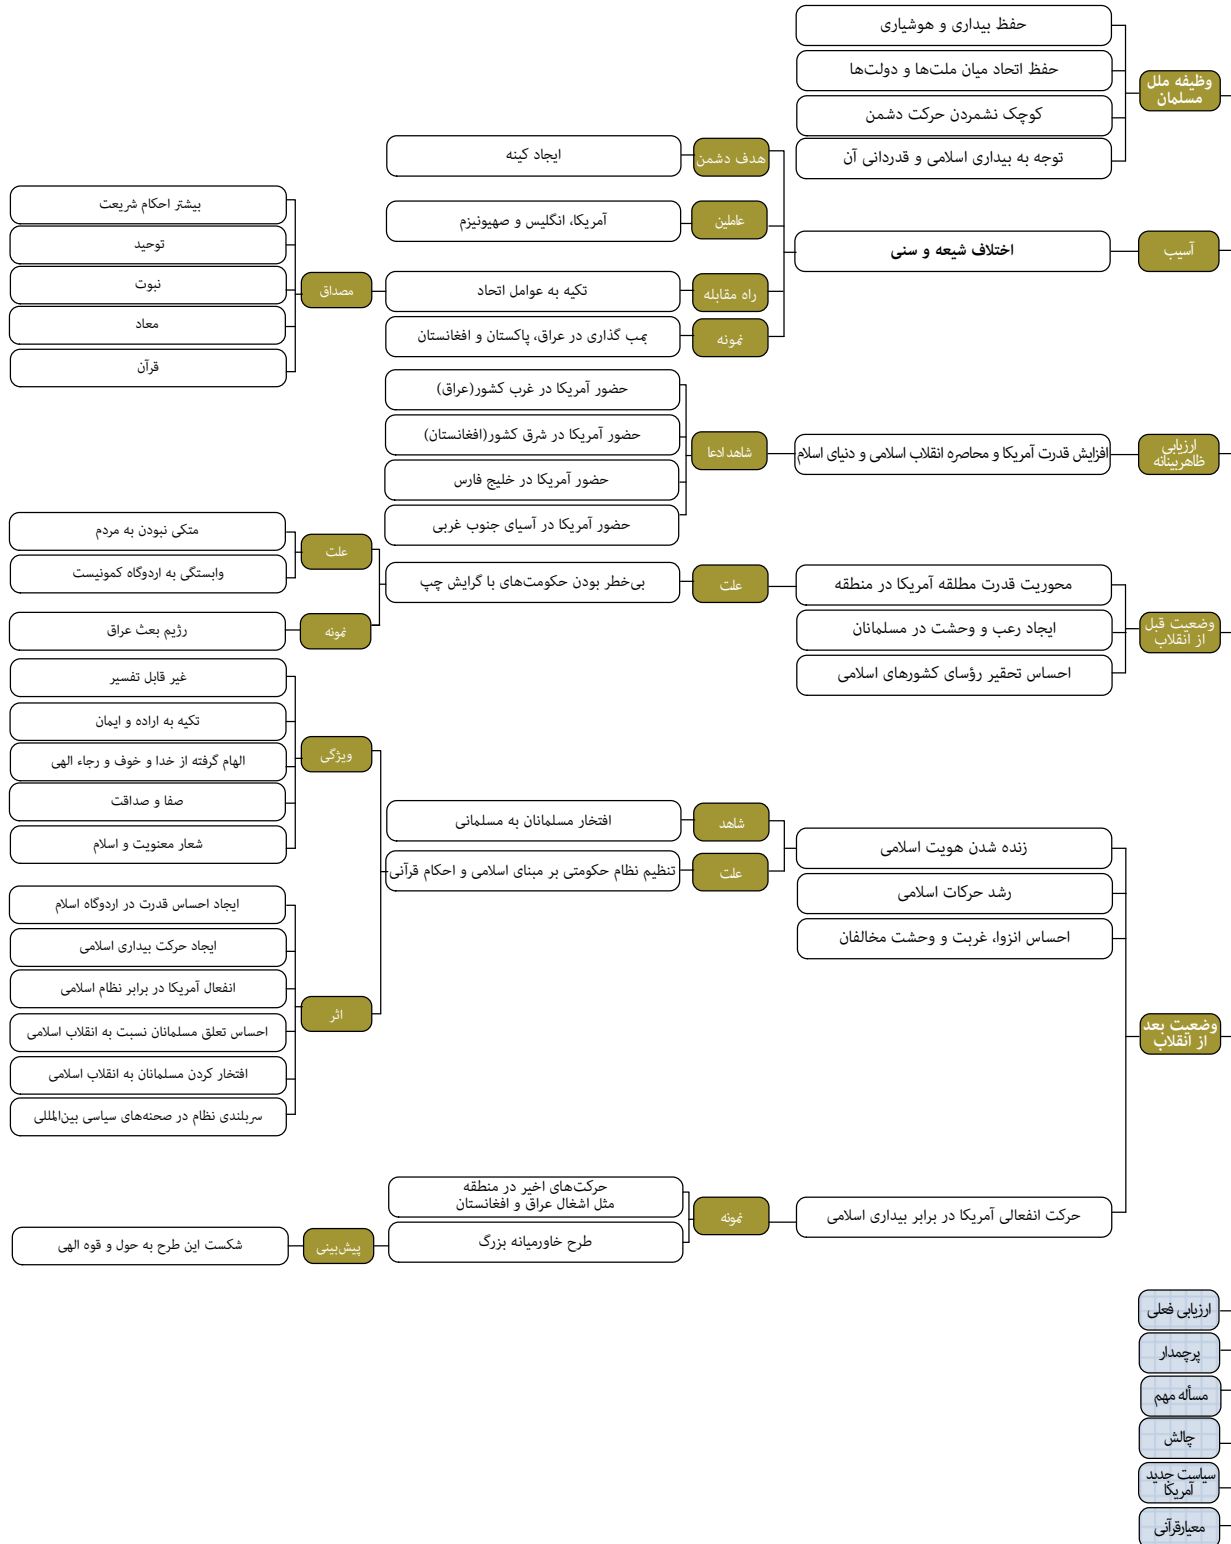 وظیفه ملل
مسلمان
حفظ بیداری و هوشیاری
حفظ اتحاد میان ملت‌ها و دولت‌ها
کوچک نشمردن حرکت دشمن
توجه به بیداری اسلامی و قدردانی آن
آسیب
اختلاف شیعه و سنی
هدف دشمن
ایجاد کینه
عاملین
آمریکا، انگلیس و صهیونیزم
راه مقابله
تکیه به عوامل اتحاد
مصداق
بیشتر احکام شریعت
توحید
نبوت
معاد
قرآن
نمونه
بمب گذاری در عراق، پاکستان و افغانستان
ارزیابی
ظاهربینانه
افزایش قدرت آمریکا و محاصره انقلاب اسلامی و دنیای اسلام
شاهد ادعا
حضور آمریکا در غرب کشور(عراق)
حضور آمریکا در شرق کشور(افغانستان)
حضور آمریکا در خلیج فارس
حضور آمریکا در آسیای جنوب غربی
وضعیت قبل
از انقلاب
محوریت قدرت مطلقه آمریکا در منطقه
علت
بی‌خطر بودن حکومت‌های با گرایش چپ
علت
متکی نبودن به مردم
وابستگی به اردوگاه کمونیست
نمونه
رژیم بعث عراق
ایجاد رعب و وحشت در مسلمانان
احساس تحقیر رؤسای کشورهای اسلامی
وضعیت بعد
از انقلاب
زنده شدن هویت اسلامی
شاهد
افتخار مسلمانان به مسلمانی
علت
تنظیم نظام حکومتی بر مبنای اسلامی و احکام قرآنی
ویژگی
غیر قابل تفسیر
تکیه به اراده و ایمان
الهام گرفته از خدا و خوف و رجاء الهی
صفا و صداقت
شعار معنویت و اسلام
اثر
ایجاد احساس قدرت در اردوگاه اسلام
ایجاد حرکت بیداری اسلامی
انفعال آمریکا در برابر نظام اسلامی
احساس تعلق مسلمانان نسبت به انقلاب اسلامی
افتخار کردن مسلمانان به انقلاب اسلامی
سربلندی نظام در صحنه‌های سیاسی بین‌المللی
رشد حرکات اسلامی
احساس انزوا، غربت و وحشت مخالفان
حرکت انفعالی آمریکا در برابر بیداری اسلامی
نمونه
حرکت‌های اخیر در منطقه
مثل اشغال عراق و افغانستان
طرح خاورمیانه بزرگ
پیش‌بینی
شکست این طرح به حول و قوه الهی
ارزیابی فعلی
پرچمدار
مسأله مهم
چالش
سیاست جدید
آمریکا
معیارقرآنی